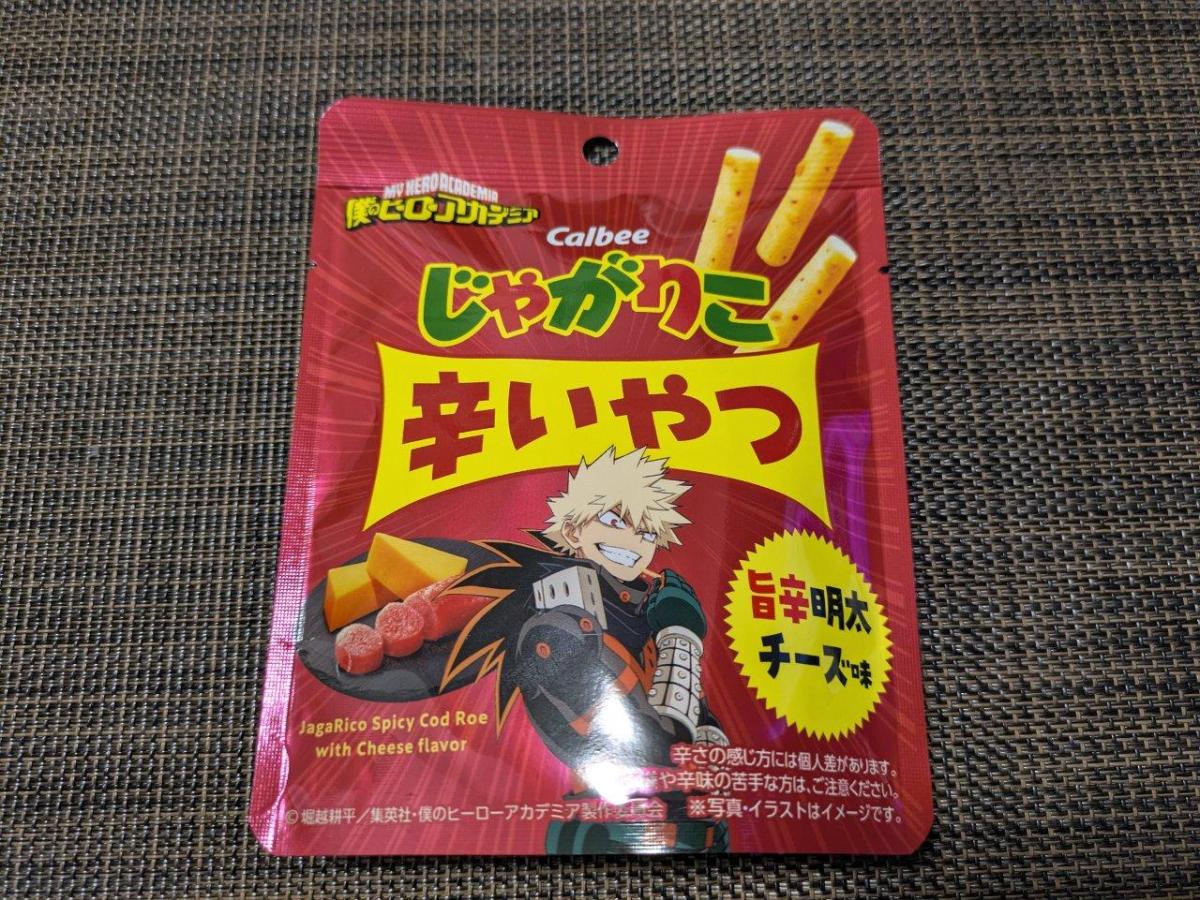 MY HERO ACADEMIA
僕のヒーローアカデミア
Calbee
じゃがりこ
辛いやつ
旨辛明太
チーズ味
JagaRico Spicy Cod Roe
with Cheese flavor
辛さの感じ方には個人差があります。
や辛味の苦手な方は、ご注意ください。
©堀越耕平／集英社・僕のヒーローアカデミア製作委員会
※写真・イラストはイメージです。